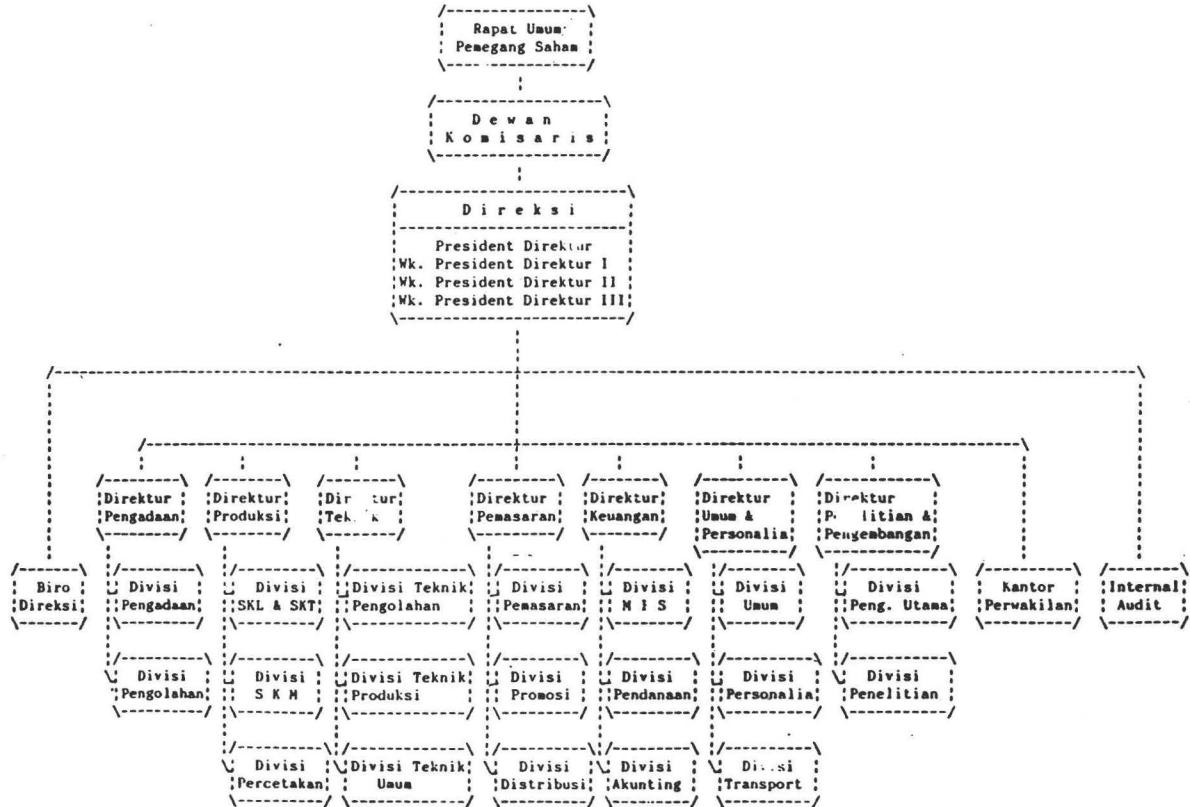 Rapat Umum
Pemegang Saham
Dewan
Komisaris
Direksi
President Direktur
Wk. President Direktur I
Wk. President Direktur II
Wk. President Direktur III
Direktur
Pengadaan
Direktur
Produksi
Direktur
Pemasaran
Direktur
Keuangan
Direktur
Umum &
Personalia
Direktur
&
Pengembangan
Biro
Direksi
Divisi
Pengadaan
Divisi
SKL & SKT
Divisi Teknik
Pengolahan
Divisi
Pemasaran
Divisi
M I S
Divisi
Umum
Divisi
Peng. Utama
Kantor
Perwakilan
Internal
Audit
Divisi
Pengolahan
Divisi
S K M
Divisi Teknik
Produksi
Divisi
Promosi
Divisi
Pendanaan
Divisi
Personalia
Divisi
Penelitian
Divisi
Percetakan
Divisi Teknik
Umum
Divisi
Distribusi
Divisi
Akunting
Divisi
Transport